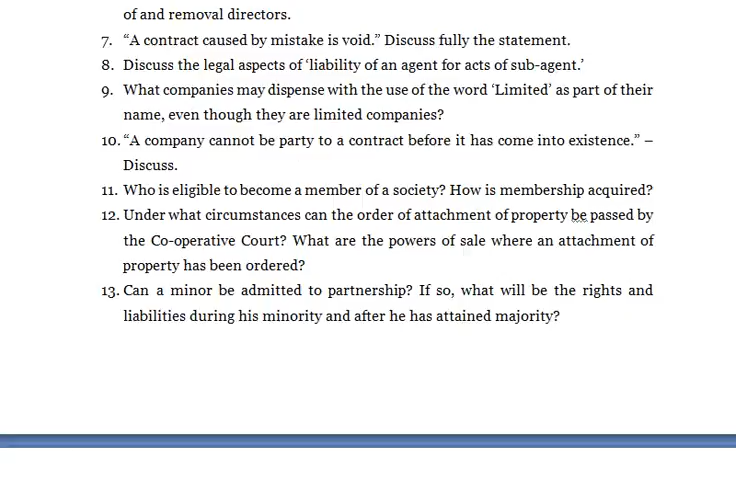 of and removal directors.
7. “A contract caused by mistake is void.” Discuss fully the statement.
8. Discuss the legal aspects of ‘liability of an agent for acts of sub-agent.’
9. What companies may dispense with the use of the word ‘Limited’ as part of their
name, even though they are limited companies?
10. “A company cannot be party to a contract before it has come into existence.” –
Discuss.
11. Who is eligible to become a member of a society? How is membership acquired?
12. Under what circumstances can the order of attachment of property be passed by
the Co-operative Court? What are the powers of sale where an attachment of
property has been ordered?
13. Can a minor be admitted to partnership? If so, what will be the rights and
liabilities during his minority and after he has attained majority?